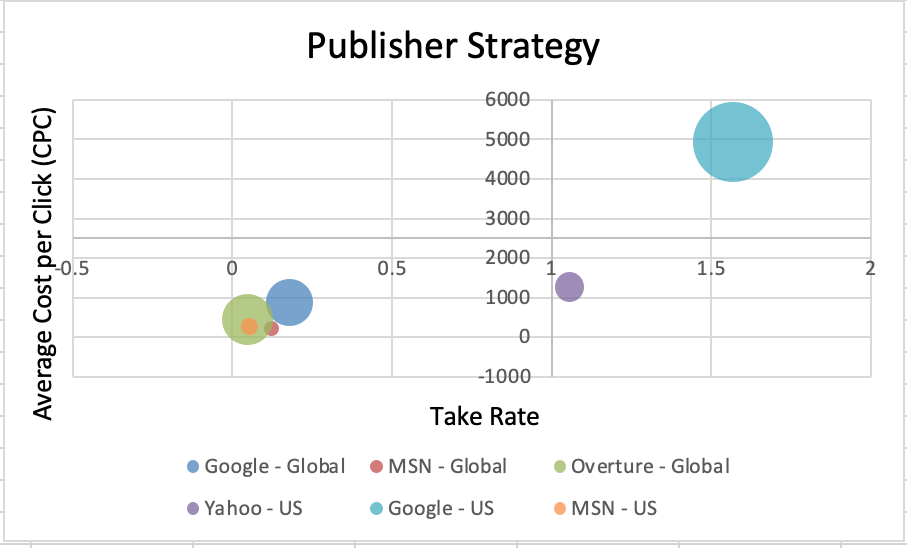 Publisher Strategy
Average Cost per Click (CPC)
6000
5000
4000
3000
2000
1000
0
-1000
-0.5
0
0.5
1
1.5
2
Take Rate
Google - Global
MSN - Global
Overture - Global
Yahoo - US
Google - US
MSN - US